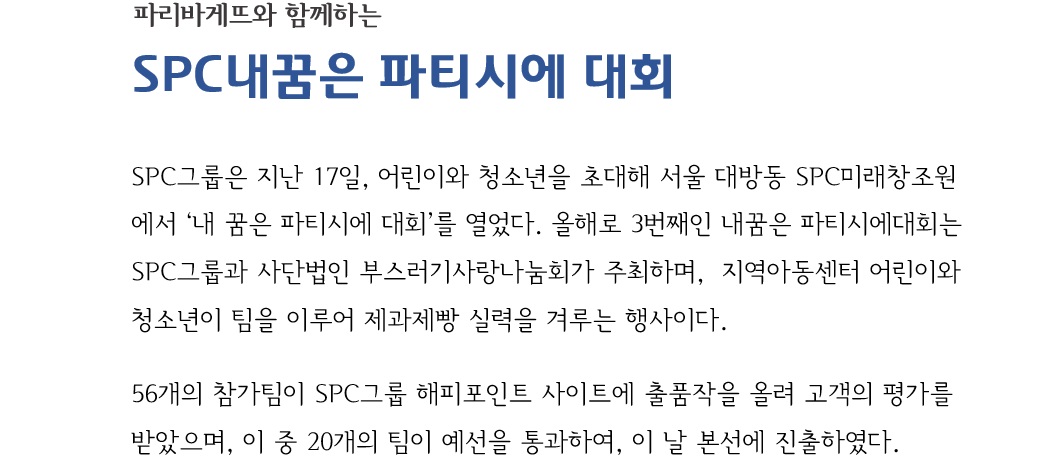 파리바게뜨와 함께하는
SPC내꿈은 파티시에 대회
SPC그룹은 지난 17일, 어린이와 청소년을 초대해 서울 대방동 SPC미래창조원
에서 ‘내 꿈은 파티시에 대회’를 열었다. 올해로 3번째인 내꿈은 파티시에대회는
SPC그룹과 사단법인 부스러기사랑나눔회가 주최하며,  지역아동센터 어린이와
청소년이 팀을 이루어 제과제빵 실력을 겨루는 행사이다.
56개의 참가팀이 SPC그룹 해피포인트 사이트에 출품작을 올려 고객의 평가를
받았으며, 이 중 20개의 팀이 예선을 통과하여, 이 날 본선에 진출하였다.